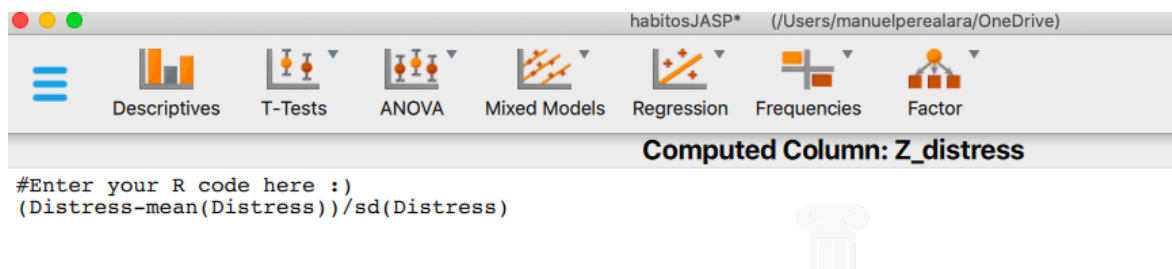 habitosJASP* (/Users/manuelperealara/OneDrive)
Descriptives T-Tests ANOVA Mixed Models Regression Frequencies Factor
Computed Column: Z_distress
#Enter your R code here :)
(Distress-mean(Distress))/sd(Distress)